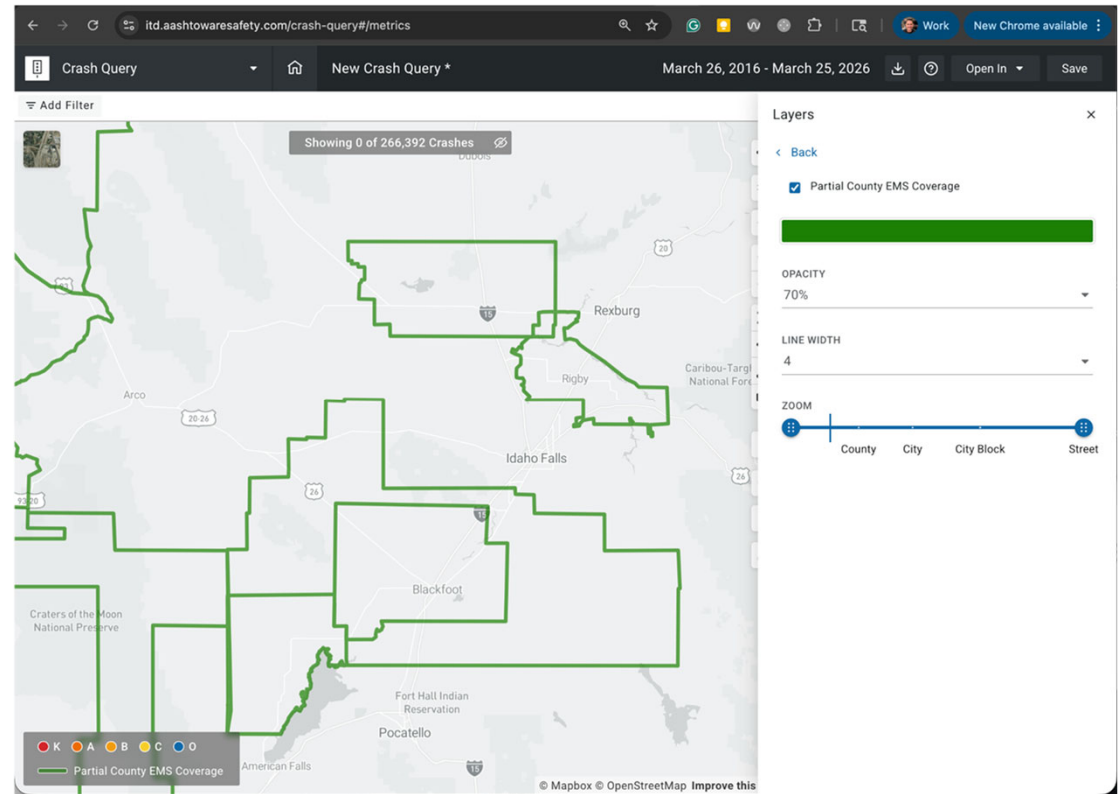 itd.aashtowaresafety.com/crash-query#/metrics
Work
New Chrome available
Crash Query
New Crash Query *
March 26, 2016 - March 25, 2026
Open In
Save
Add Filter
Showing 0 of 266,392 Crashes
Dubois
20
93
15
Rexburg
Rigby
Caribou-Targ
National Fore
Arco
20-26
Idaho Falls
26
26
93 20
15
Blackfoot
Craters of the Moon
National Preserve
Fort Hall Indian
Reservation
Pocatello
American Falls
15
K A B C O
Partial County EMS Coverage
© Mapbox © OpenStreetMap Improve this
Layers
Back
Partial County EMS Coverage
OPACITY
70%
LINE WIDTH
4
ZOOM
County City City Block Street